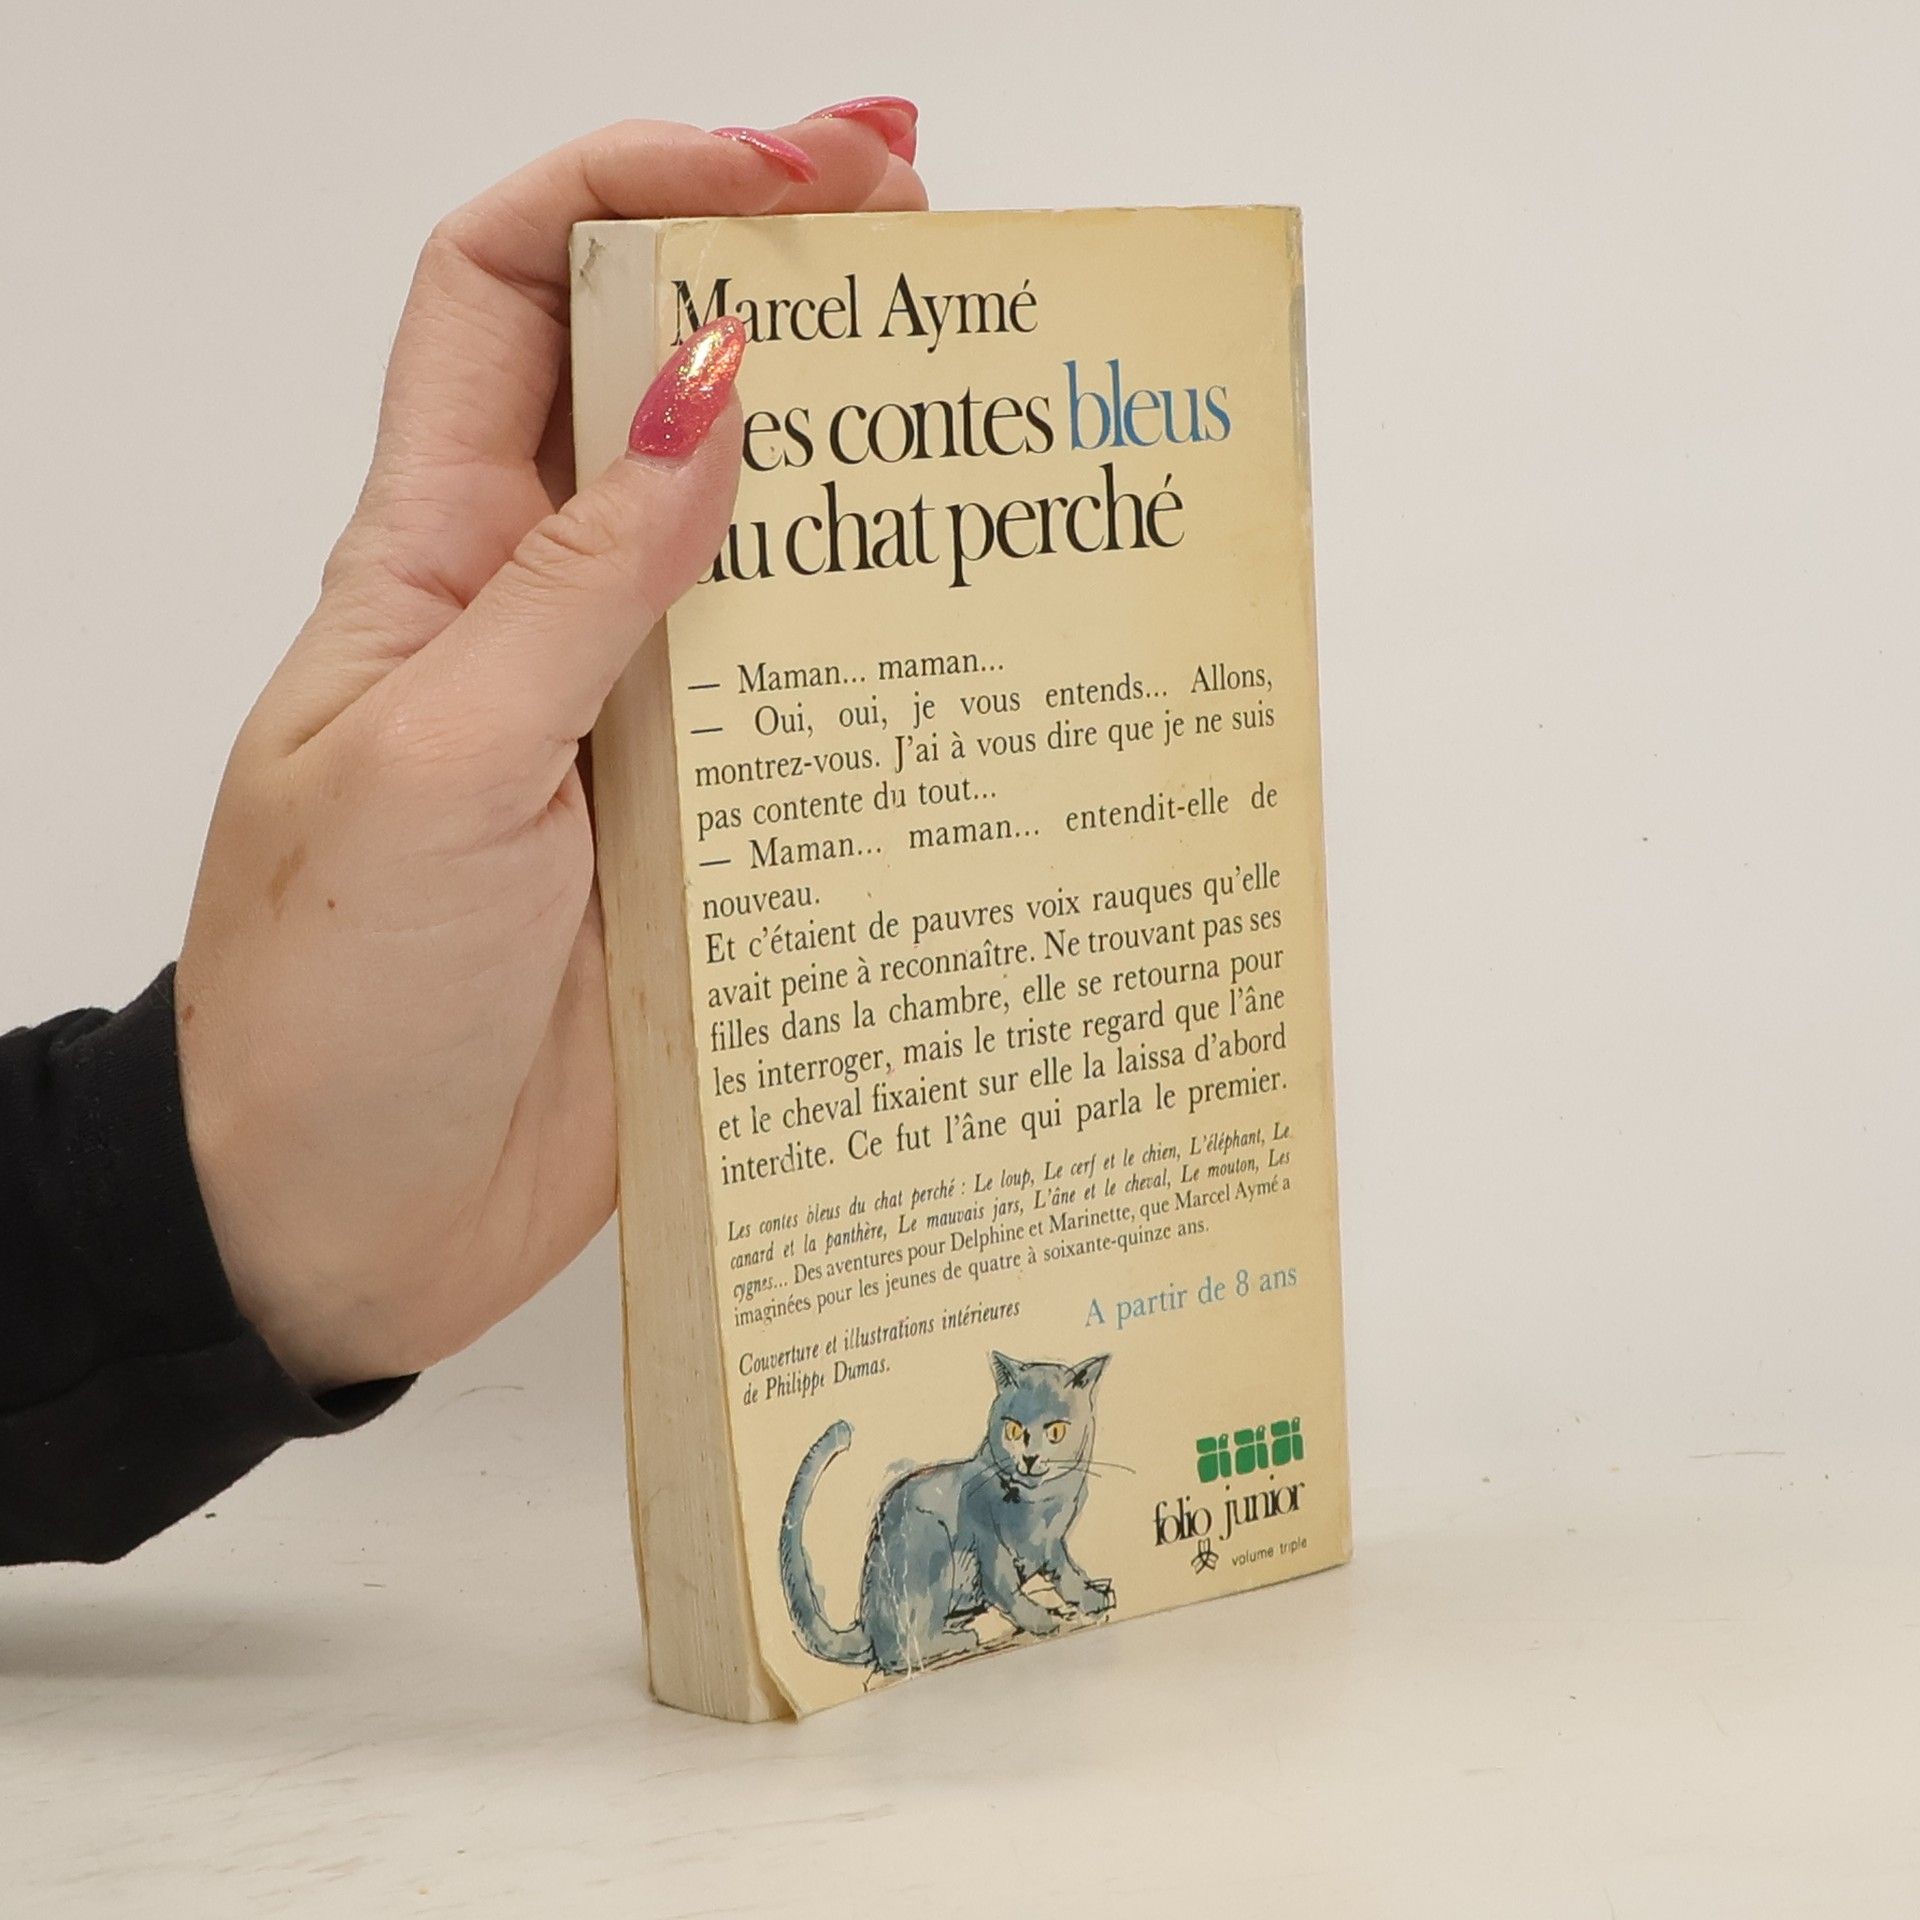 Marcel Aymé
es contes bleus
du chat perché
— Maman... maman...
— Oui, oui, je vous entends... Allons,
montrez-vous. J'ai à vous dire que je ne suis
pas contente du tout...
— Maman... maman... entendit-elle de
nouveau.
Et c'étaient de pauvres voix rauques qu'elle
avait peine à reconnaître. Ne trouvant pas ses
filles dans la chambre, elle se retourna pour
les interroger, mais le triste regard que l'âne
et le cheval fixaient sur elle la laissa d'abord
interdite. Ce fut l'âne qui parla le premier.
Les contes bleus du chat perché : Le loup, Le cerf et le chien, L'éléphant, Le
canard et la panthère, Le mauvais jars, L'âne et le cheval, Le mouton, Les
cygnes... Des aventures pour Delphine et Marinette, que Marcel Aymé a
imaginées pour les jeunes de quatre à soixante-quinze ans.
A partir de 8 ans
Couverture et illustrations intérieures
de Philippe Dumas.
folio junior
volume triple